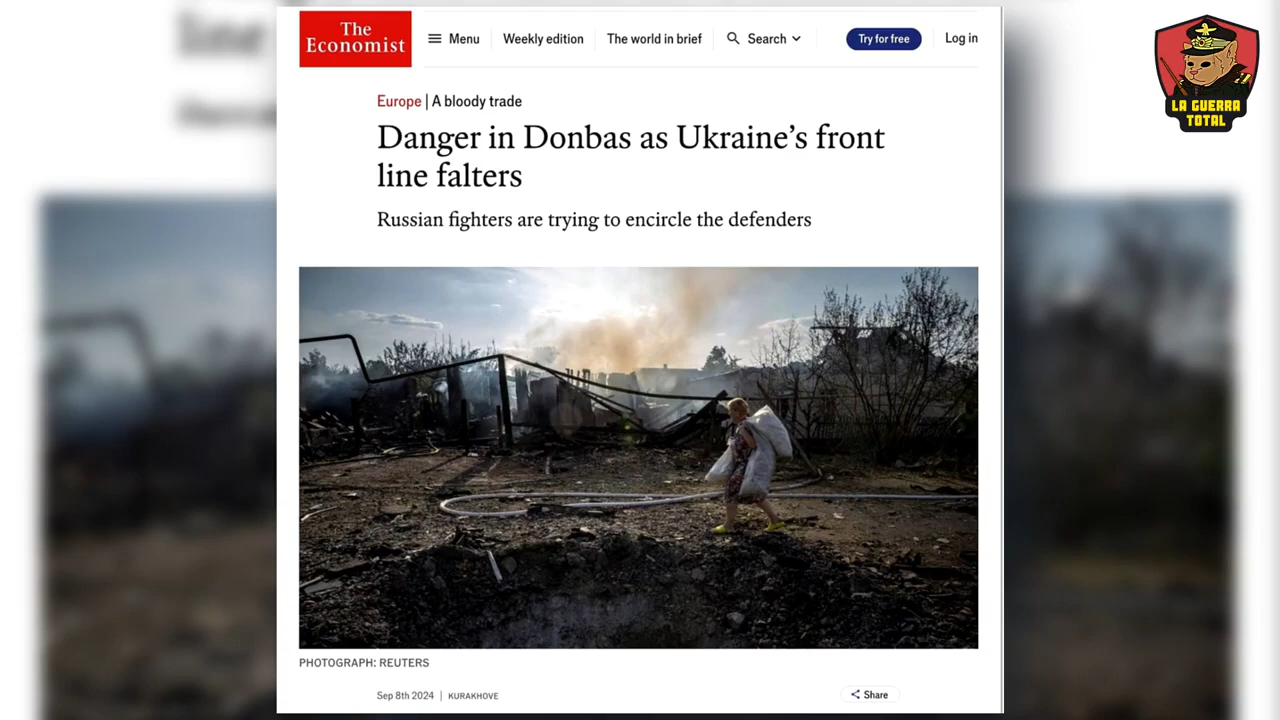 The
Economist
Menu
Weekly edition
The world in brief
Search
Try for free
Log in
LA GUERRA
TOTAL
Europe | A bloody trade
Danger in Donbas as Ukraine's front
line falters
Russian fighters are trying to encircle the defenders
PHOTOGRAPH: REUTERS
Sep 8th 2024 | KURAKHOVE
Share